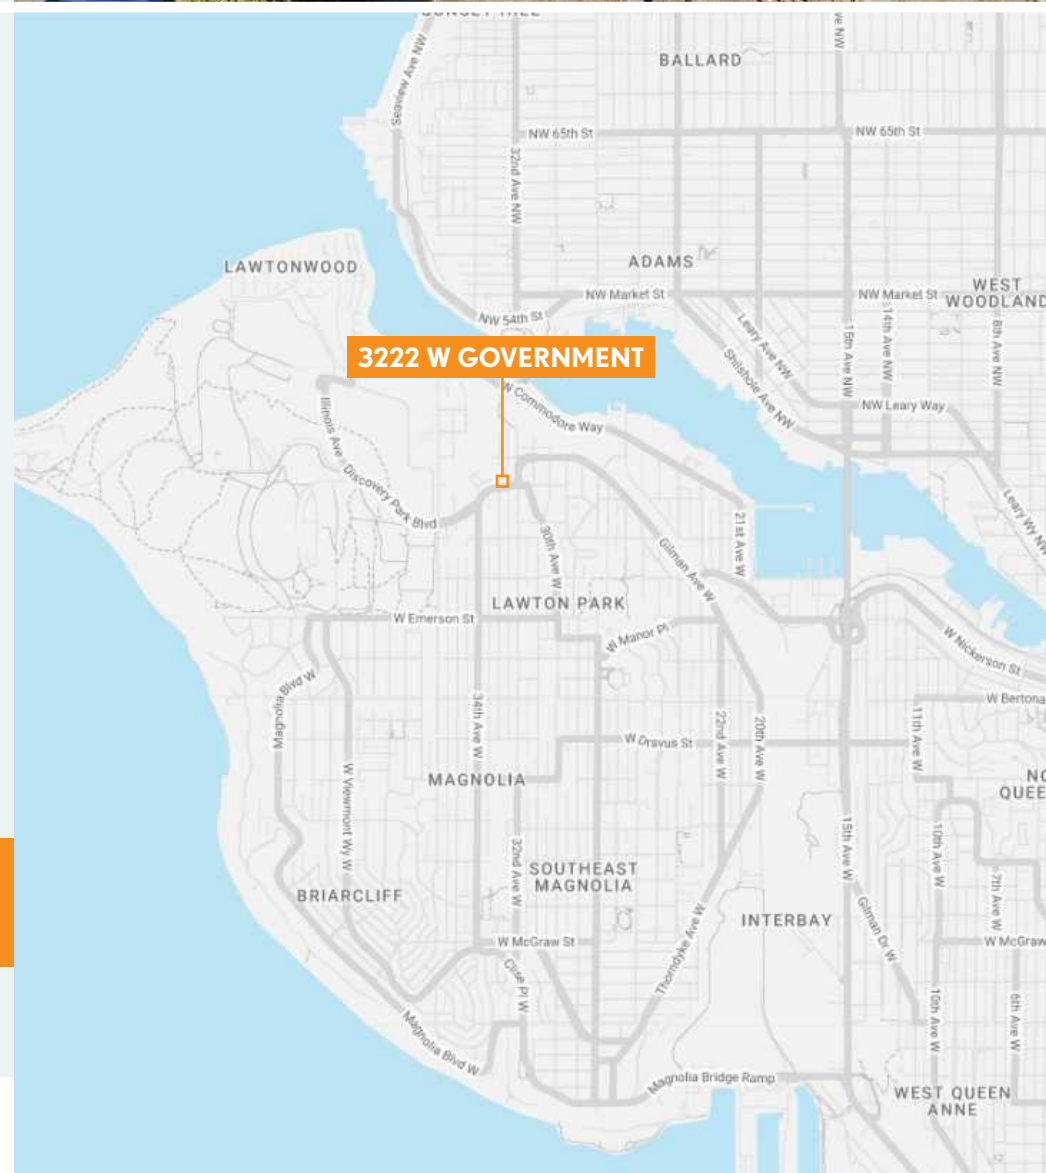 SUNSET HILL
BALLARD
Seaview Ave NW
NW 65th St
NW 65th St
32nd Ave NW
LAWTONWOOD
ADAMS
NW Market St
NW Market St
WEST
WOODLAND
NW 54th St
Leary Ave NW
Shilshole Ave NW
15th Ave NW
14th Ave NW
8th Ave NW
3222 W GOVERNMENT
W Commodore Way
NW Leary Way
Illinois Ave
Discovery Park Blvd
Leary Wy NW
30th Ave W
Gilman Ave W
21st Ave W
LAWTON PARK
W Emerson St
W Manor Pl
W Nickerson St
Magnolia Blvd W
34th Ave W
W Bertona
11th Ave W
22nd Ave W
20th Ave W
W Dravus St
MAGNOLIA
W Viewmont Wy W
32nd Ave W
15th Ave W
10th Ave W
7th Ave W
SOUTHEAST
MAGNOLIA
BRIARCLIFF
INTERBAY
Gilman Dr W
W McGraw St
W McGraw
Thorndyke Ave W
Clise Pl W
10th Ave W
6th Ave W
Magnolia Blvd W
Magnolia Bridge Ramp
WEST QUEEN
ANNE